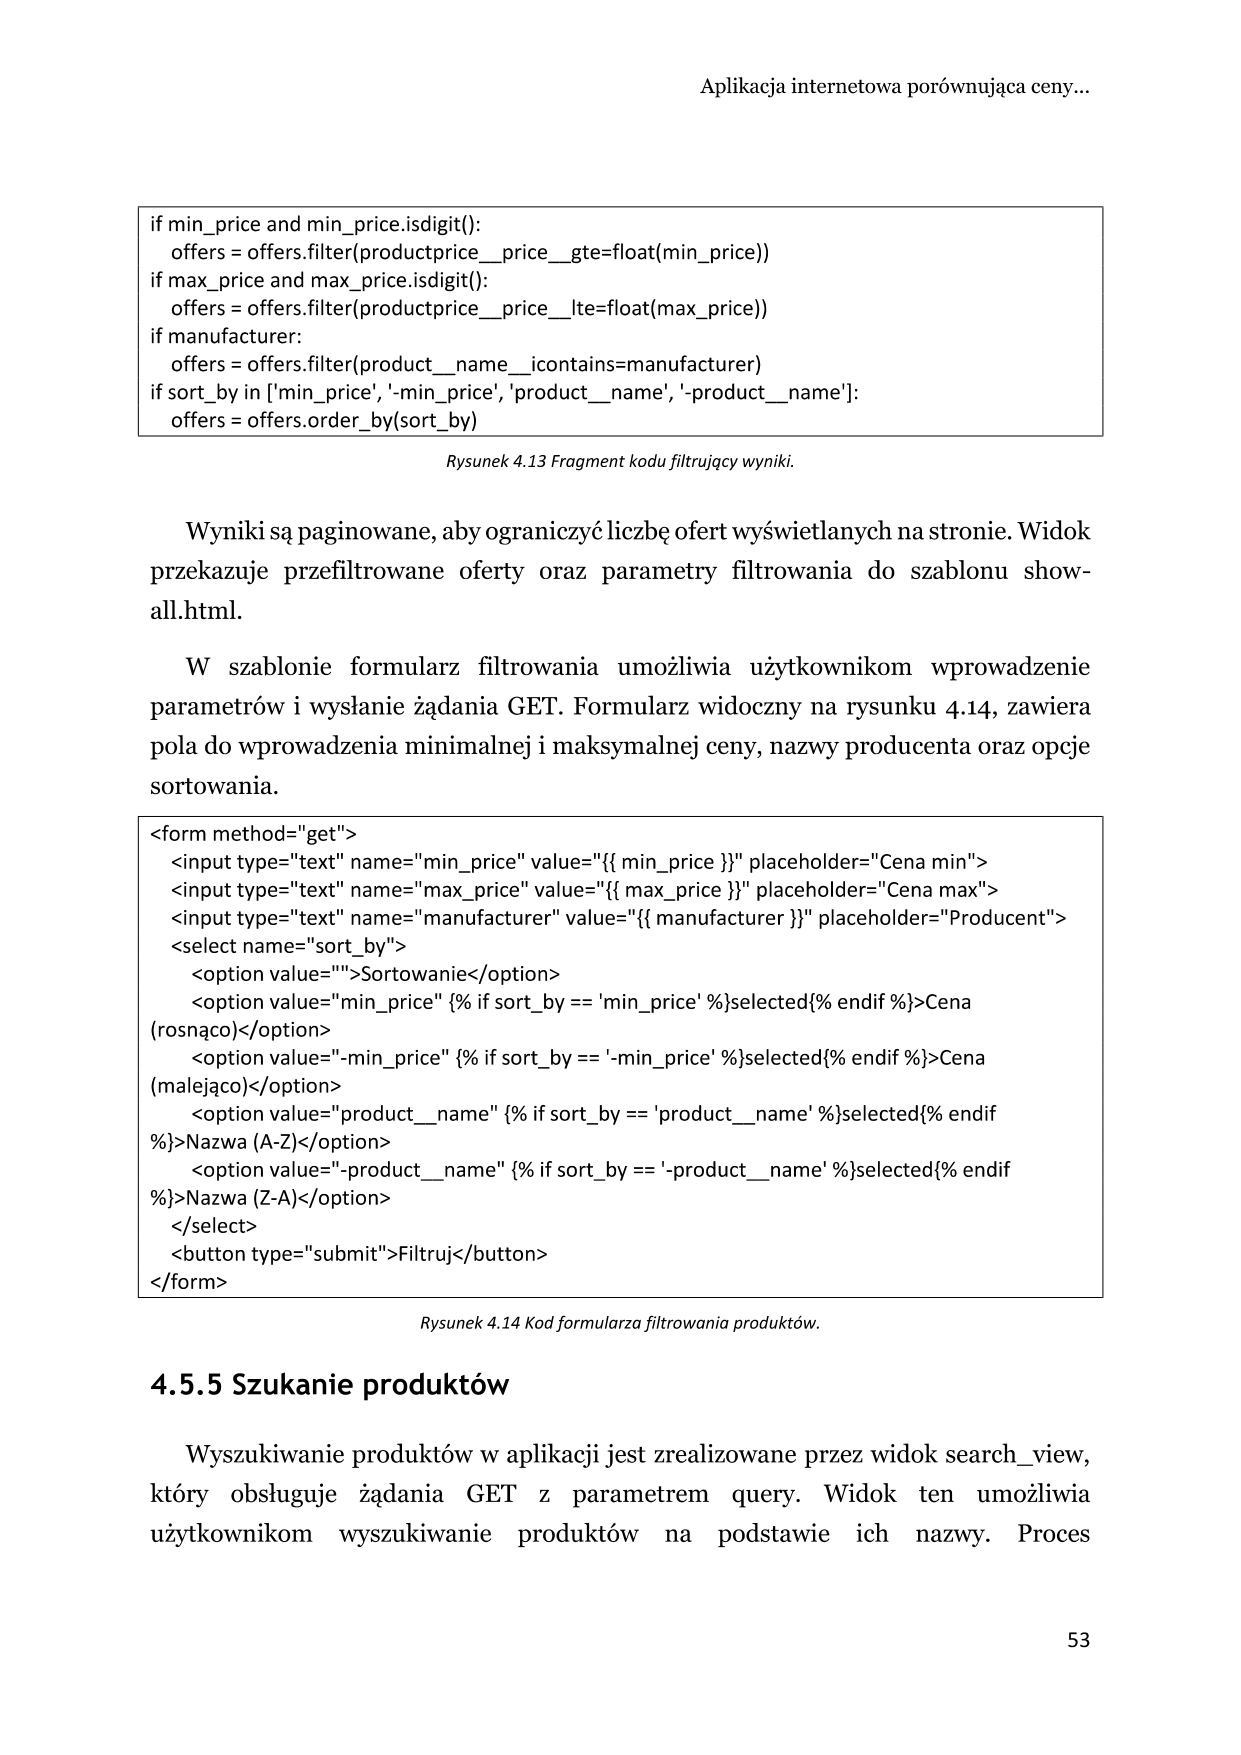 Aplikacja internetowa porównująca ceny...
if min_price and min_price.isdigit():
    offers = offers.filter(productprice__price__gte=float(min_price))
if max_price and max_price.isdigit():
    offers = offers.filter(productprice__price__lte=float(max_price))
if manufacturer:
    offers = offers.filter(product__name__icontains=manufacturer)
if sort_by in ['min_price', '-min_price', 'product__name', '-product__name']:
    offers = offers.order_by(sort_by)
Rysunek 4.13 Fragment kodu filtrujący wyniki.
Wyniki są paginowane, aby ograniczyć liczbę ofert wyświetlanych na stronie. Widok
przekazuje przefiltrowane oferty oraz parametry filtrowania do szablonu show-
all.html.
W szablonie formularz filtrowania umożliwia użytkownikom wprowadzenie
parametrów i wysłanie żądania GET. Formularz widoczny na rysunku 4.14, zawiera
pola do wprowadzenia minimalnej i maksymalnej ceny, nazwy producenta oraz opcje
sortowania.
<form method="get">
    <input type="text" name="min_price" value="{{ min_price }}" placeholder="Cena min">
    <input type="text" name="max_price" value="{{ max_price }}" placeholder="Cena max">
    <input type="text" name="manufacturer" value="{{ manufacturer }}" placeholder="Producent">
    <select name="sort_by">
        <option value="">Sortowanie</option>
        <option value="min_price" {% if sort_by == 'min_price' %}selected{% endif %}>Cena
(rosnąco)</option>
        <option value="-min_price" {% if sort_by == '-min_price' %}selected{% endif %}>Cena
(malejąco)</option>
        <option value="product__name" {% if sort_by == 'product__name' %}selected{% endif
%}>Nazwa (A-Z)</option>
        <option value="-product__name" {% if sort_by == '-product__name' %}selected{% endif
%}>Nazwa (Z-A)</option>
    </select>
    <button type="submit">Filtruj</button>
</form>
Rysunek 4.14 Kod formularza filtrowania produktów.
4.5.5 Szukanie produktów
Wyszukiwanie produktów w aplikacji jest zrealizowane przez widok search_view,
który obsługuje żądania GET z parametrem query. Widok ten umożliwia
użytkownikom wyszukiwanie produktów na podstawie ich nazwy. Proces
53